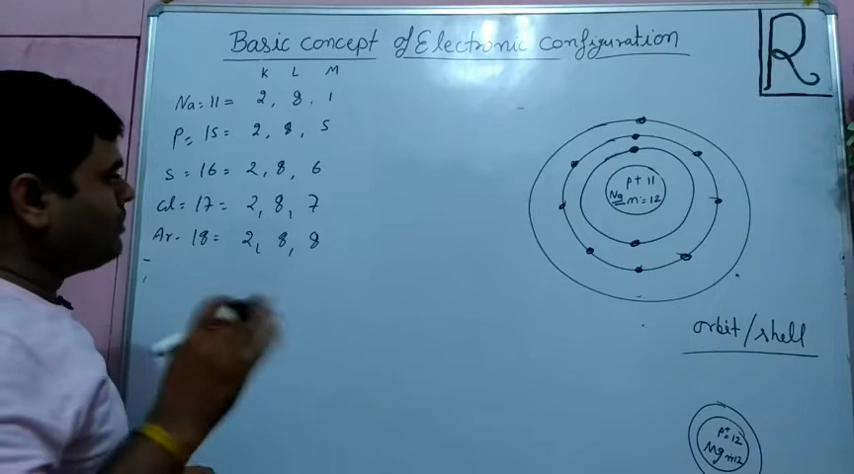 Basic concept of Electronic configuration
R
K L M
Na = 11 = 2, 8, 1
P = 15 = 2, 8, 5
S = 16 = 2, 8, 6
Cl = 17 = 2, 8, 7
Ar - 18 = 2, 8, 8
p+ 11
Na n = 12
orbit/shell
p+ = 12
Mg n12